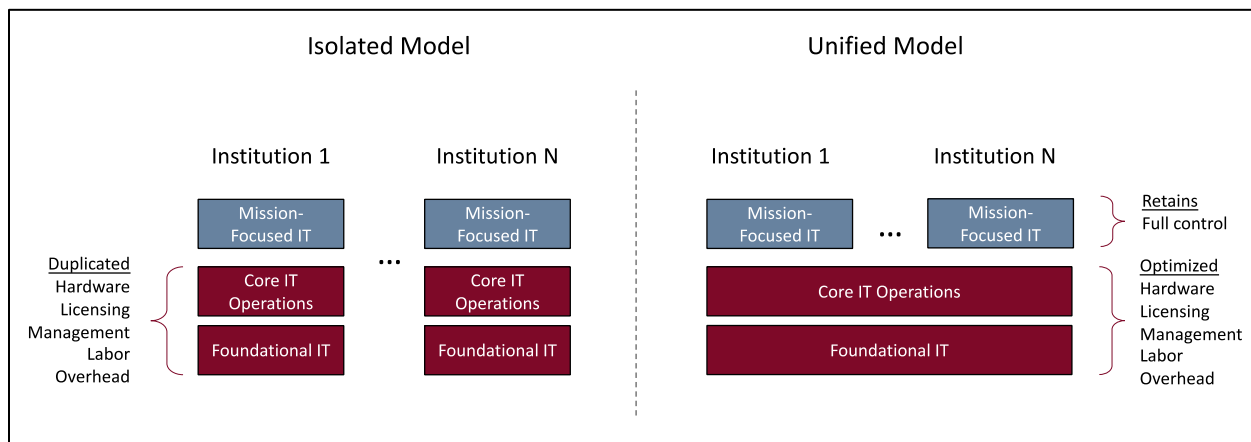 Isolated Model
Institution 1
Institution N
Mission-
Focused IT
Mission-
Focused IT
...
Duplicated
Hardware
Licensing
Management
Labor
Overhead
Core IT
Operations
Core IT
Operations
Foundational IT
Foundational IT
Unified Model
Institution 1
Institution N
Mission-
Focused IT
...
Mission-
Focused IT
Retains
Full control
Core IT Operations
Foundational IT
Optimized
Hardware
Licensing
Management
Labor
Overhead